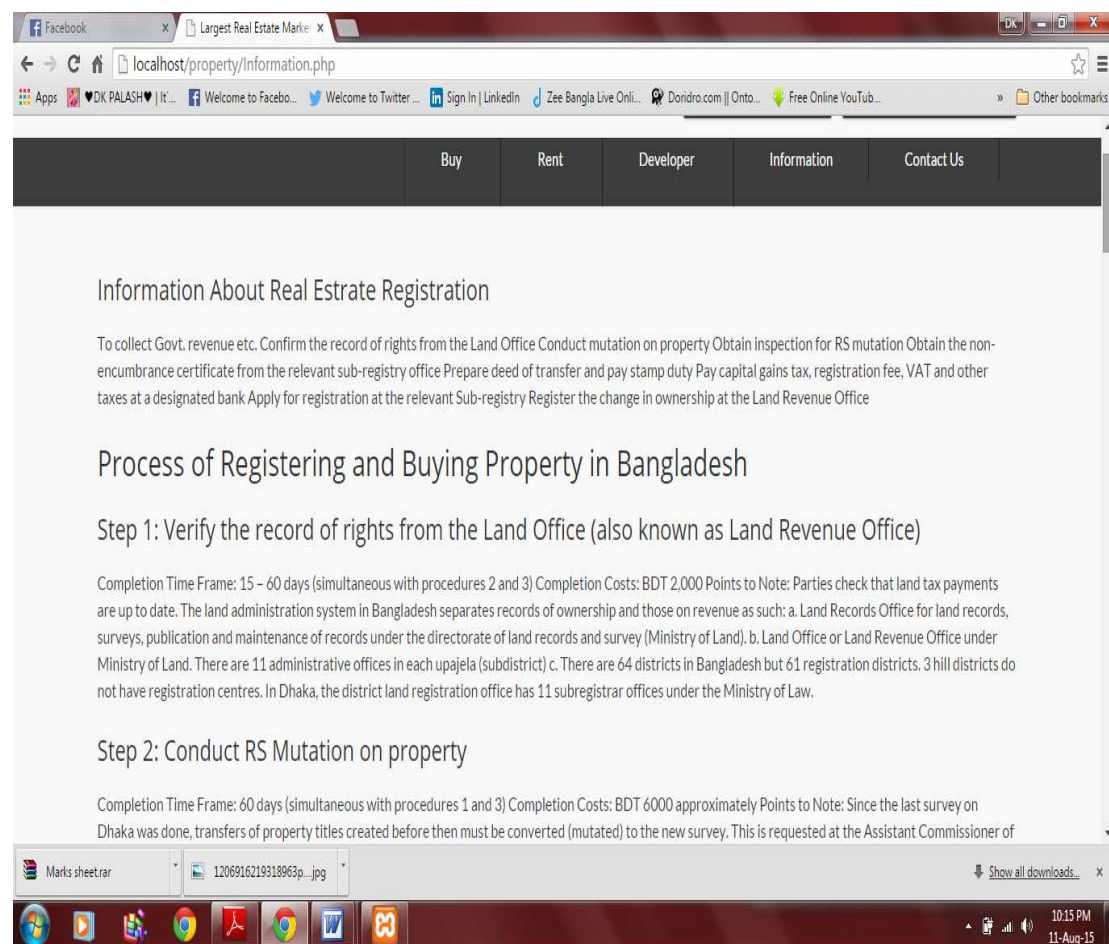 Facebook
Largest Real Estate Marke
DK
localhost/property/Information.php
Apps ♥DK PALASH♥ | It`... Welcome to Facebo... Welcome to Twitter ... Sign In | LinkedIn Zee Bangla Live Onli... Doridro.com || Onto... Free Online YouTub... » Other bookmarks
Buy Rent Developer Information Contact Us
Information About Real Estrate Registration
To collect Govt. revenue etc. Confirm the record of rights from the Land Office Conduct mutation on property Obtain inspection for RS mutation Obtain the non-
encumbrance certificate from the relevant sub-registry office Prepare deed of transfer and pay stamp duty Pay capital gains tax, registration fee, VAT and other
taxes at a designated bank Apply for registration at the relevant Sub-registry Register the change in ownership at the Land Revenue Office
Process of Registering and Buying Property in Bangladesh
Step 1: Verify the record of rights from the Land Office (also known as Land Revenue Office)
Completion Time Frame: 15 – 60 days (simultaneous with procedures 2 and 3) Completion Costs: BDT 2,000 Points to Note: Parties check that land tax payments
are up to date. The land administration system in Bangladesh separates records of ownership and those on revenue as such: a. Land Records Office for land records,
surveys, publication and maintenance of records under the directorate of land records and survey (Ministry of Land). b. Land Office or Land Revenue Office under
Ministry of Land. There are 11 administrative offices in each upajela (subdistrict) c. There are 64 districts in Bangladesh but 61 registration districts. 3 hill districts do
not have registration centres. In Dhaka, the district land registration office has 11 subregistrar offices under the Ministry of Law.
Step 2: Conduct RS Mutation on property
Completion Time Frame: 60 days (simultaneous with procedures 1 and 3) Completion Costs: BDT 6000 approximately Points to Note: Since the last survey on
Dhaka was done, transfers of property titles created before then must be converted (mutated) to the new survey. This is requested at the Assistant Commissioner of
Marks sheet.rar 1206916219318963p....jpg Show all downloads...
10:15 PM
11-Aug-15